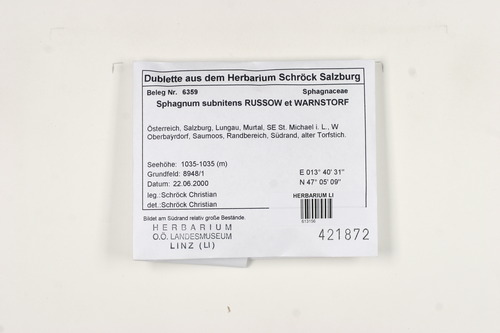 Dublette aus dem Herbarium Schröck Salzburg
Beleg Nr. 6359 Sphagnaceae
Sphagnum subnitens RUSSOW et WARNSTORF
Österreich, Salzburg, Lungau, Murtal, SE St. Michael i. L., W
Oberbayrdorf, Saumoos, Randbereich, Südrand, alter Torfstich.
Seehöhe: 1035-1035 (m) E 013° 40' 31"
Grundfeld: 8948/1 N 47° 05' 09"
Datum: 22.06.2000
leg.:Schröck Christian HERBARIUM LI
det.:Schröck Christian
Bildet am Südrand relativ große Bestände.
HERBARIUM
O.Ö. LANDESMUSEUM
LINZ (LI)
421872